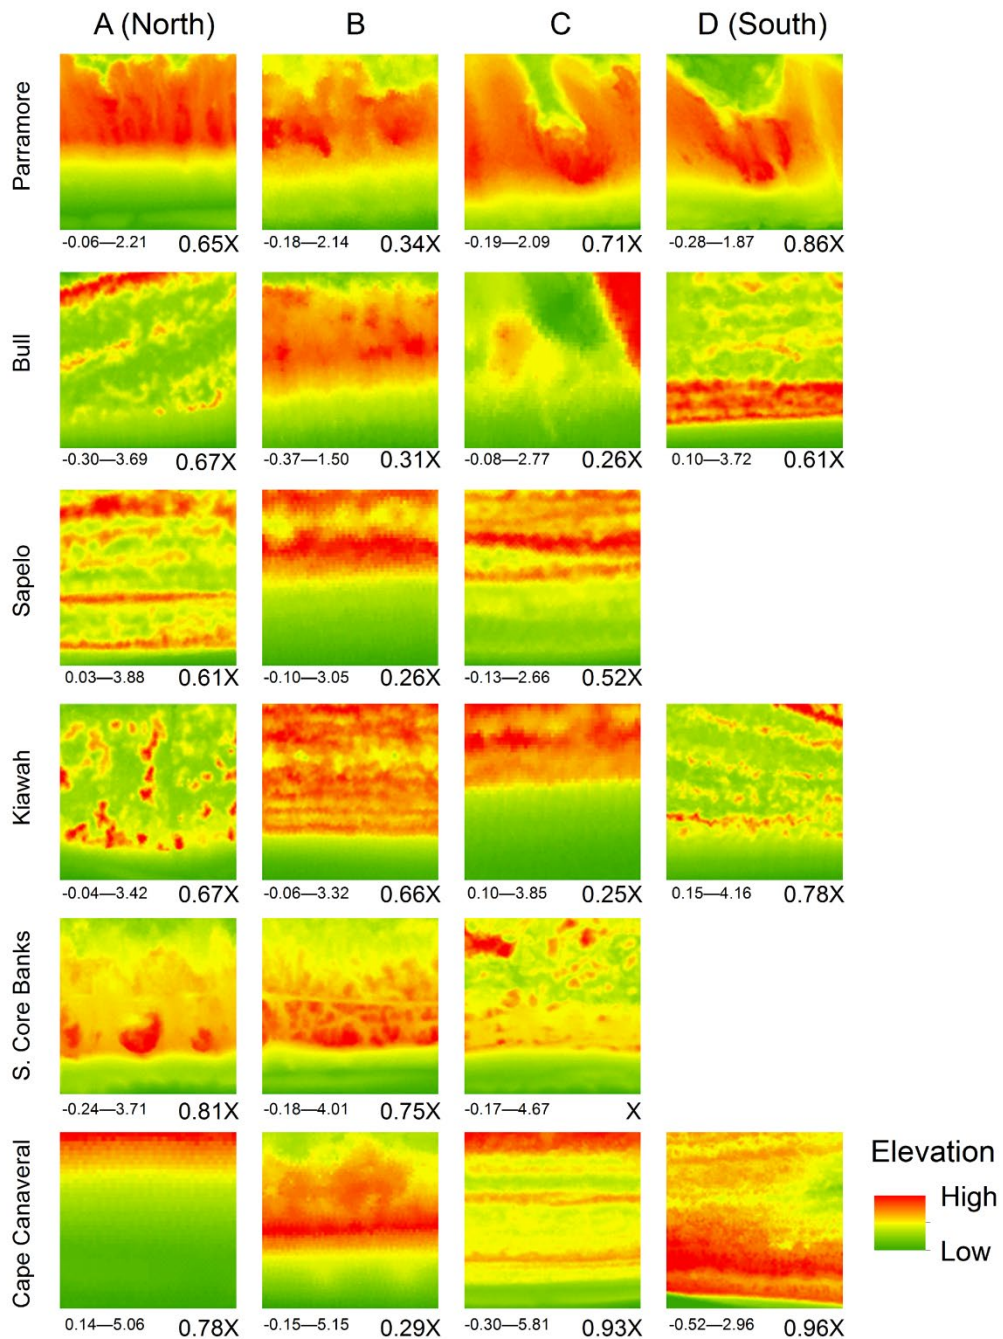 A (North) B C D (South)
Parramore
-0.06—2.21 0.65X -0.18—2.14 0.34X -0.19—2.09 0.71X -0.28—1.87 0.86X
Bull
-0.30—3.69 0.67X -0.37—1.50 0.31X -0.08—2.77 0.26X 0.10—3.72 0.61X
Sapelo
0.03—3.88 0.61X -0.10—3.05 0.26X -0.13—2.66 0.52X
Kiawah
-0.04—3.42 0.67X -0.06—3.32 0.66X 0.10—3.85 0.25X 0.15—4.16 0.78X
S. Core Banks
-0.24—3.71 0.81X -0.18—4.01 0.75X -0.17—4.67 X
Cape Canaveral
0.14—5.06 0.78X -0.15—5.15 0.29X -0.30—5.81 0.93X -0.52—2.96 0.96X
Elevation
High
Low